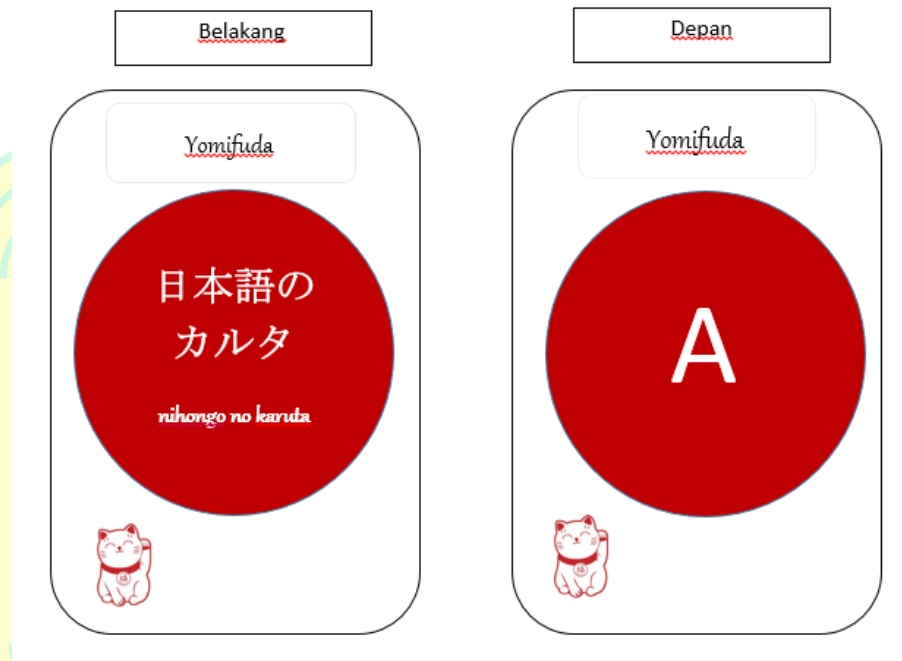 Belakang
Yomifuda
日本語の
カルタ
nihongo no karuta
Depan
Yomifuda
A